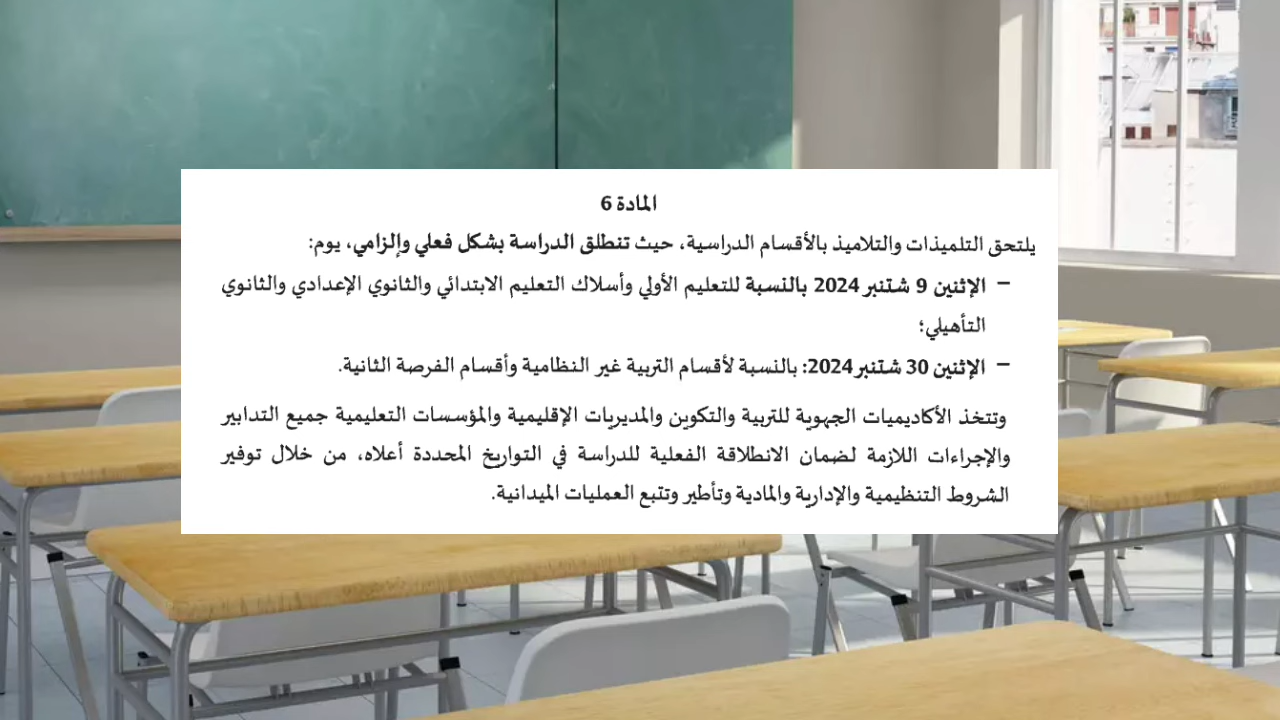 المادة 6
يلتحق التلميذات والتلاميذ بالأقسام الدراسية، حيث تنطلق الدراسة بشكل فعلي وإلزامي، يوم:
– الإثنين 9 شتنبر 2024 بالنسبة للتعليم الأولي وأسلاك التعليم الابتدائي والثانوي الإعدادي والثانوي
التأهيلي؛
– الإثنين 30 شتنبر 2024: بالنسبة لأقسام التربية غير النظامية وأقسام الفرصة الثانية.
وتتخذ الأكاديميات الجهوية للتربية والتكوين والمديريات الإقليمية والمؤسسات التعليمية جميع التدابير
والإجراءات اللازمة لضمان الانطلاقة الفعلية للدراسة في التواريخ المحددة أعلاه، من خلال توفير
الشروط التنظيمية والإدارية والمادية وتأطير وتتبع العمليات الميدانية.